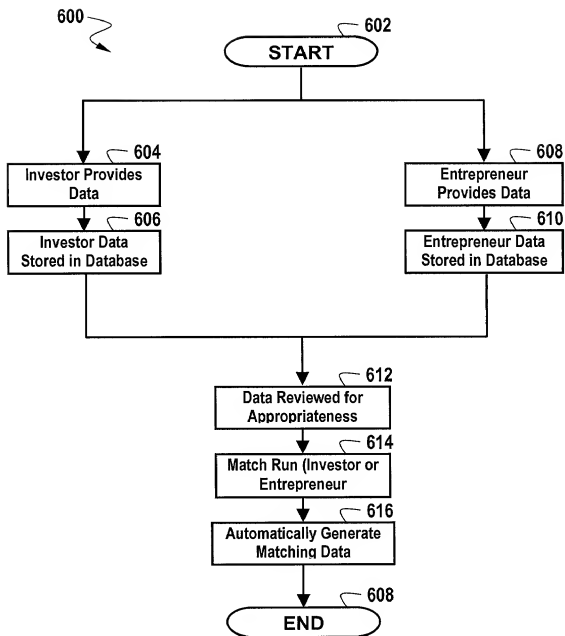 600
602
START
604
608
Investor Provides
Data
Entrepreneur
Provides Data
606
610
Investor Data
Stored in Database
Entrepreneur Data
Stored in Database
612
Data Reviewed for
Appropriateness
614
Match Run (Investor or
Entrepreneur
616
Automatically Generate
Matching Data
608
END